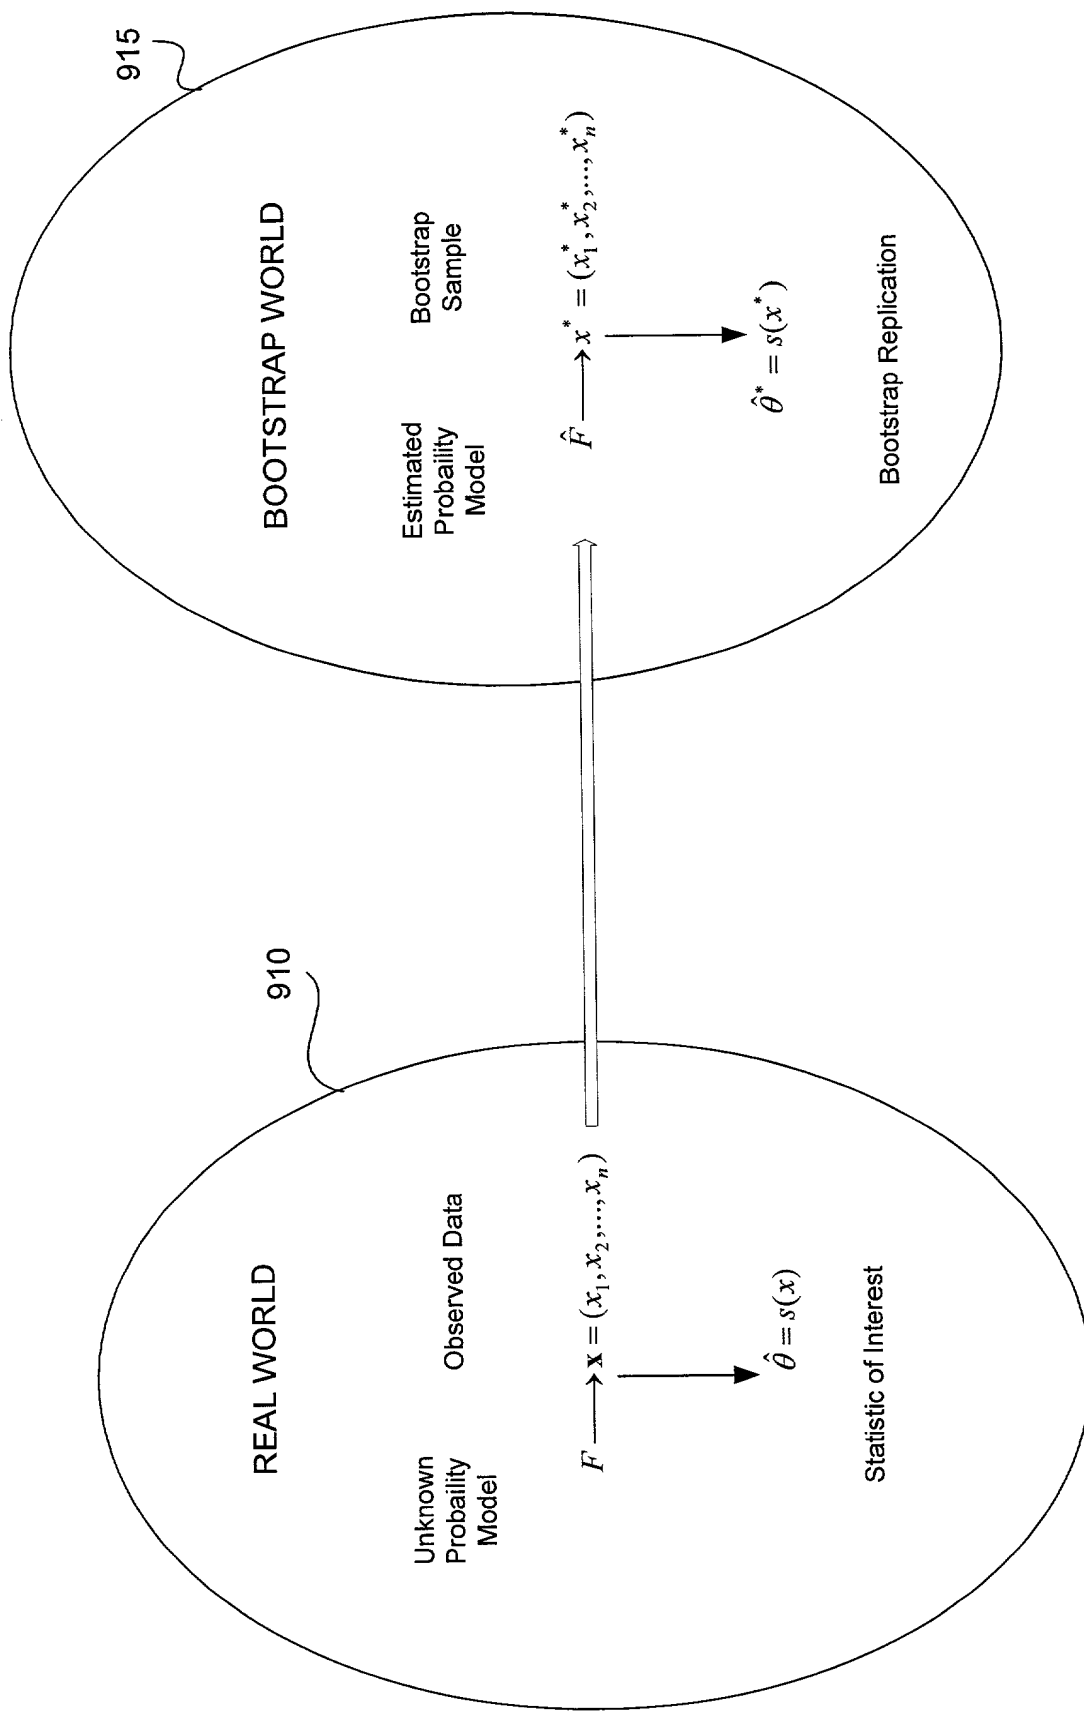 REAL WORLD
910
Unknown
Probaility
Model
Observed Data
F → x = (x₁, x₂,..., xₙ)
θ̂ = s(x)
Statistic of Interest
BOOTSTRAP WORLD
915
Estimated
Probaility
Model
Bootstrap
Sample
F̂ → x* = (x₁*, x₂*,..., xₙ*)
θ̂* = s(x*)
Bootstrap Replication